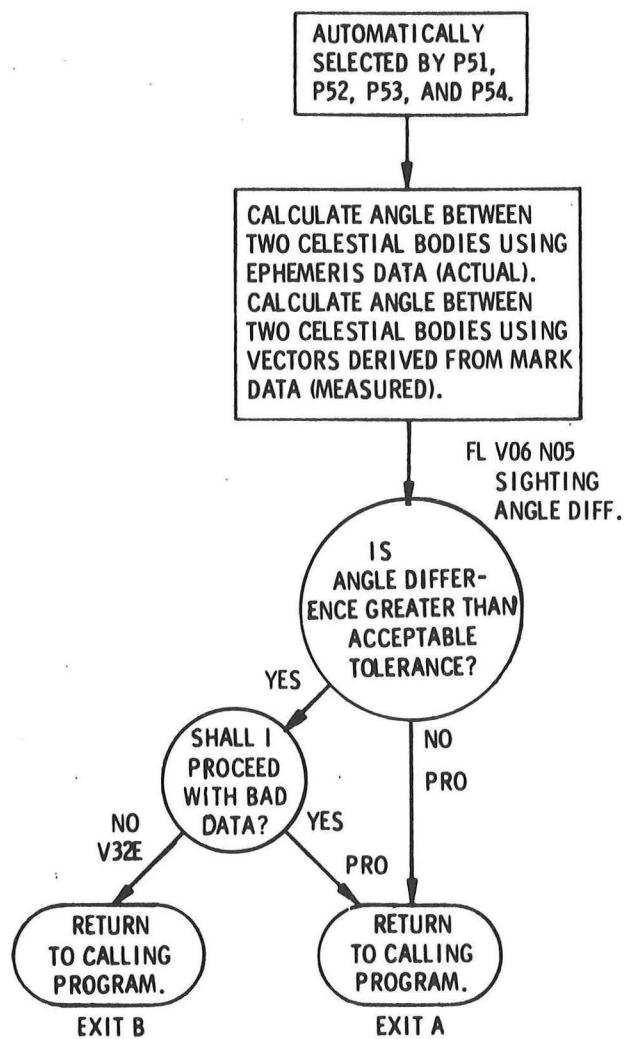 AUTOMATICALLY
SELECTED BY P51,
P52, P53, AND P54.
CALCULATE ANGLE BETWEEN
TWO CELESTIAL BODIES USING
EPHEMERIS DATA (ACTUAL).
CALCULATE ANGLE BETWEEN
TWO CELESTIAL BODIES USING
VECTORS DERIVED FROM MARK
DATA (MEASURED).
FL V06 N05
SIGHTING
ANGLE DIFF.
IS
ANGLE DIFFER-
ENCE GREATER THAN
ACCEPTABLE
TOLERANCE?
YES
NO
PRO
SHALL I
PROCEED
WITH BAD
DATA?
NO
V32E
YES
PRO
RETURN
TO CALLING
PROGRAM.
EXIT B
RETURN
TO CALLING
PROGRAM.
EXIT A